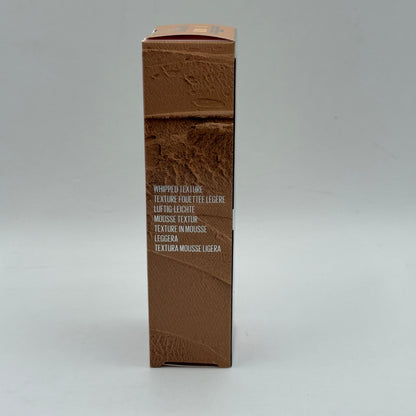 WHIPPED TEXTURE
TEXTURE FOUETTÉE LÉGÈRE
LUFTIG-LEICHTE
MOUSSE TEXTUR
TEXTURE IN MOUSSE
LEGGERA
TEXTURA MOUSSE LIGERA